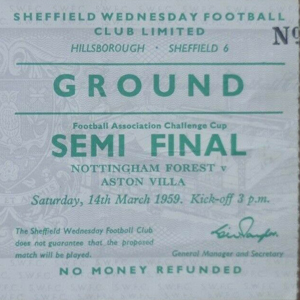 SHEFFIELD WEDNESDAY FOOTBALL
CLUB LIMITED
HILLSBOROUGH • SHEFFIELD 6
No
GROUND
Football Association Challenge Cup
SEMI FINAL
NOTTINGHAM FOREST v
ASTON VILLA
Saturday, 14th March 1959. Kick-off 3 p.m.
The Sheffield Wednesday Football Club
does not guarantee that the proposed
match will be played.
General Manager and Secretary
NO MONEY REFUNDED